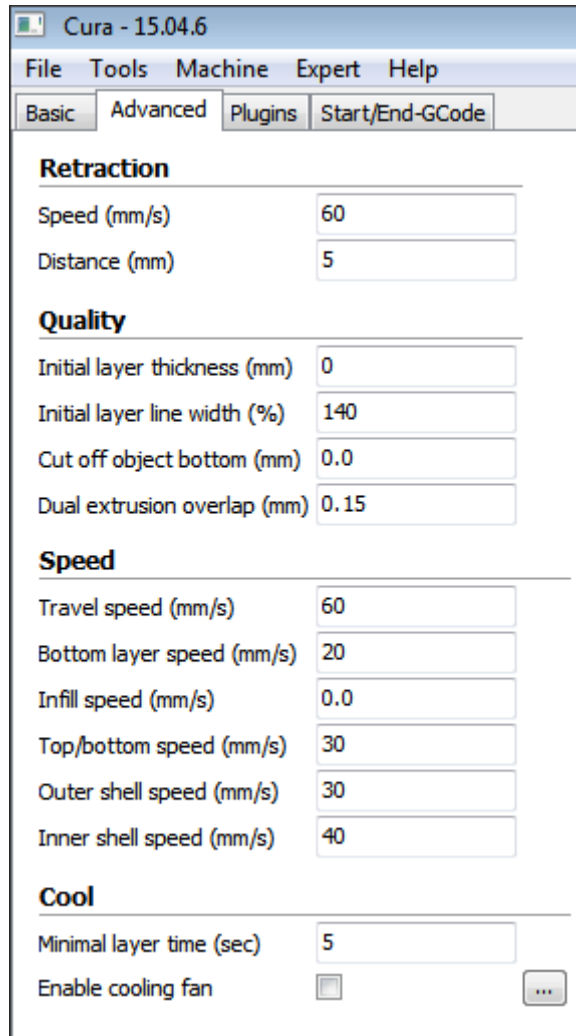 Cura - 15.04.6
File Tools Machine Expert Help
Basic Advanced Plugins Start/End-GCode
Retraction
Speed (mm/s) 60
Distance (mm) 5
Quality
Initial layer thickness (mm) 0
Initial layer line width (%) 140
Cut off object bottom (mm) 0.0
Dual extrusion overlap (mm) 0.15
Speed
Travel speed (mm/s) 60
Bottom layer speed (mm/s) 20
Infill speed (mm/s) 0.0
Top/bottom speed (mm/s) 30
Outer shell speed (mm/s) 30
Inner shell speed (mm/s) 40
Cool
Minimal layer time (sec) 5
Enable cooling fan ...